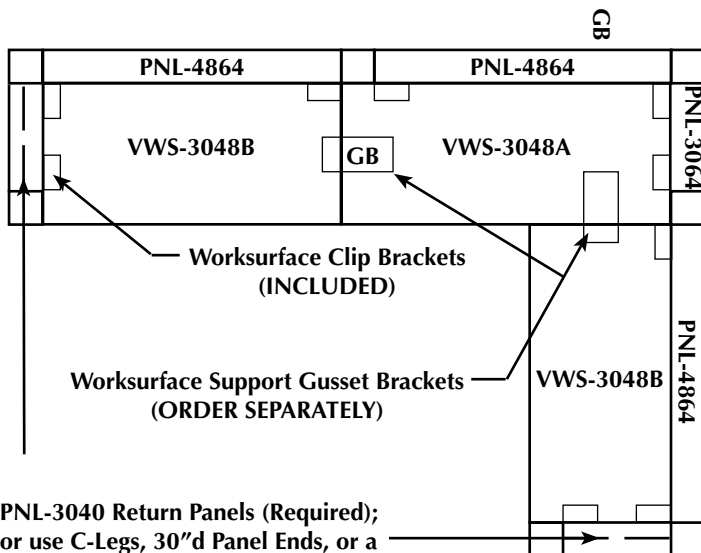 GB
PNL-4864
PNL-4864
VWS-3048B
GB
VWS-3048A
PNL-3064
Worksurface Clip Brackets
(INCLUDED)
Worksurface Support Gusset Brackets
(ORDER SEPARATELY)
VWS-3048B
PNL-4864
PNL-3040 Return Panels (Required);
or use C-Legs, 30”d Panel Ends, or a